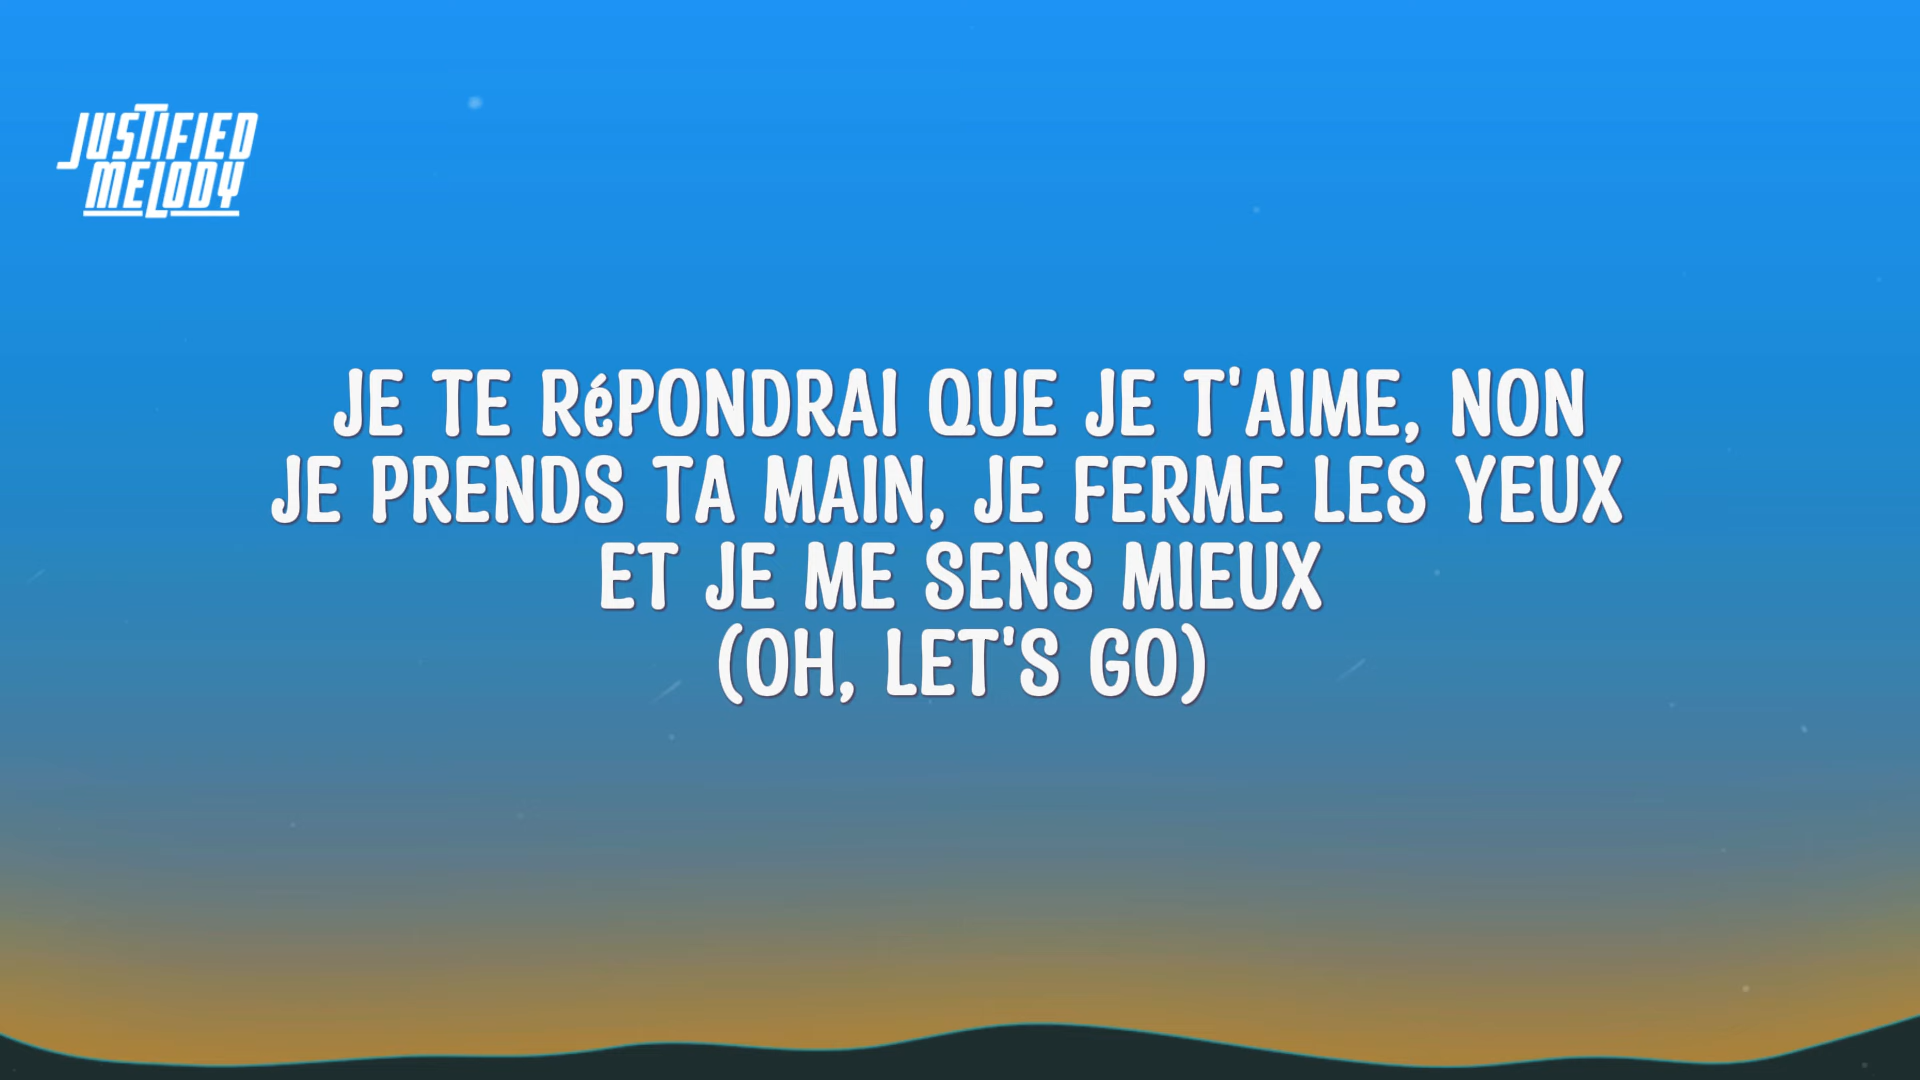 JUSTIFIED
MELODY
JE TE RéPONDRAI QUE JE T'AIME, NON
JE PRENDS TA MAIN, JE FERME LES YEUX
ET JE ME SENS MIEUX
(OH, LET'S GO)